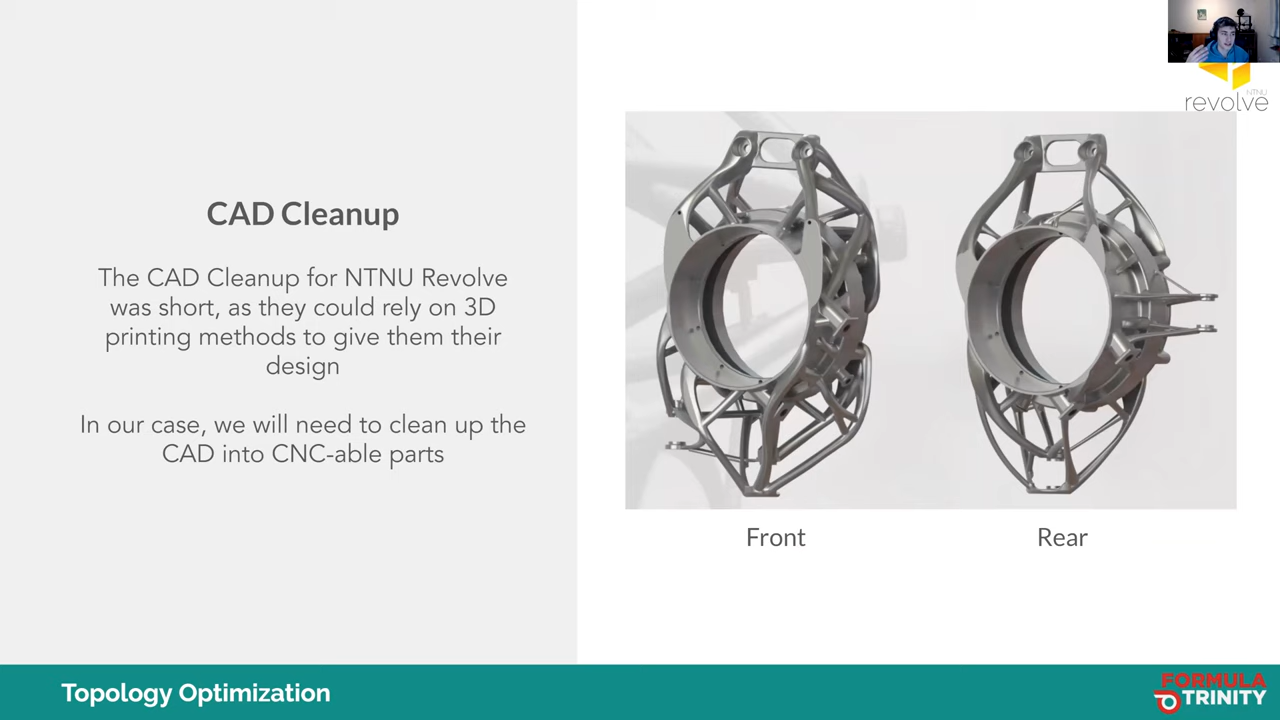 NTNU
revolve
CAD Cleanup
The CAD Cleanup for NTNU Revolve
was short, as they could rely on 3D
printing methods to give them their
design
In our case, we will need to clean up the
CAD into CNC-able parts
Front
Rear
Topology Optimization
FORMULA
TRINITY